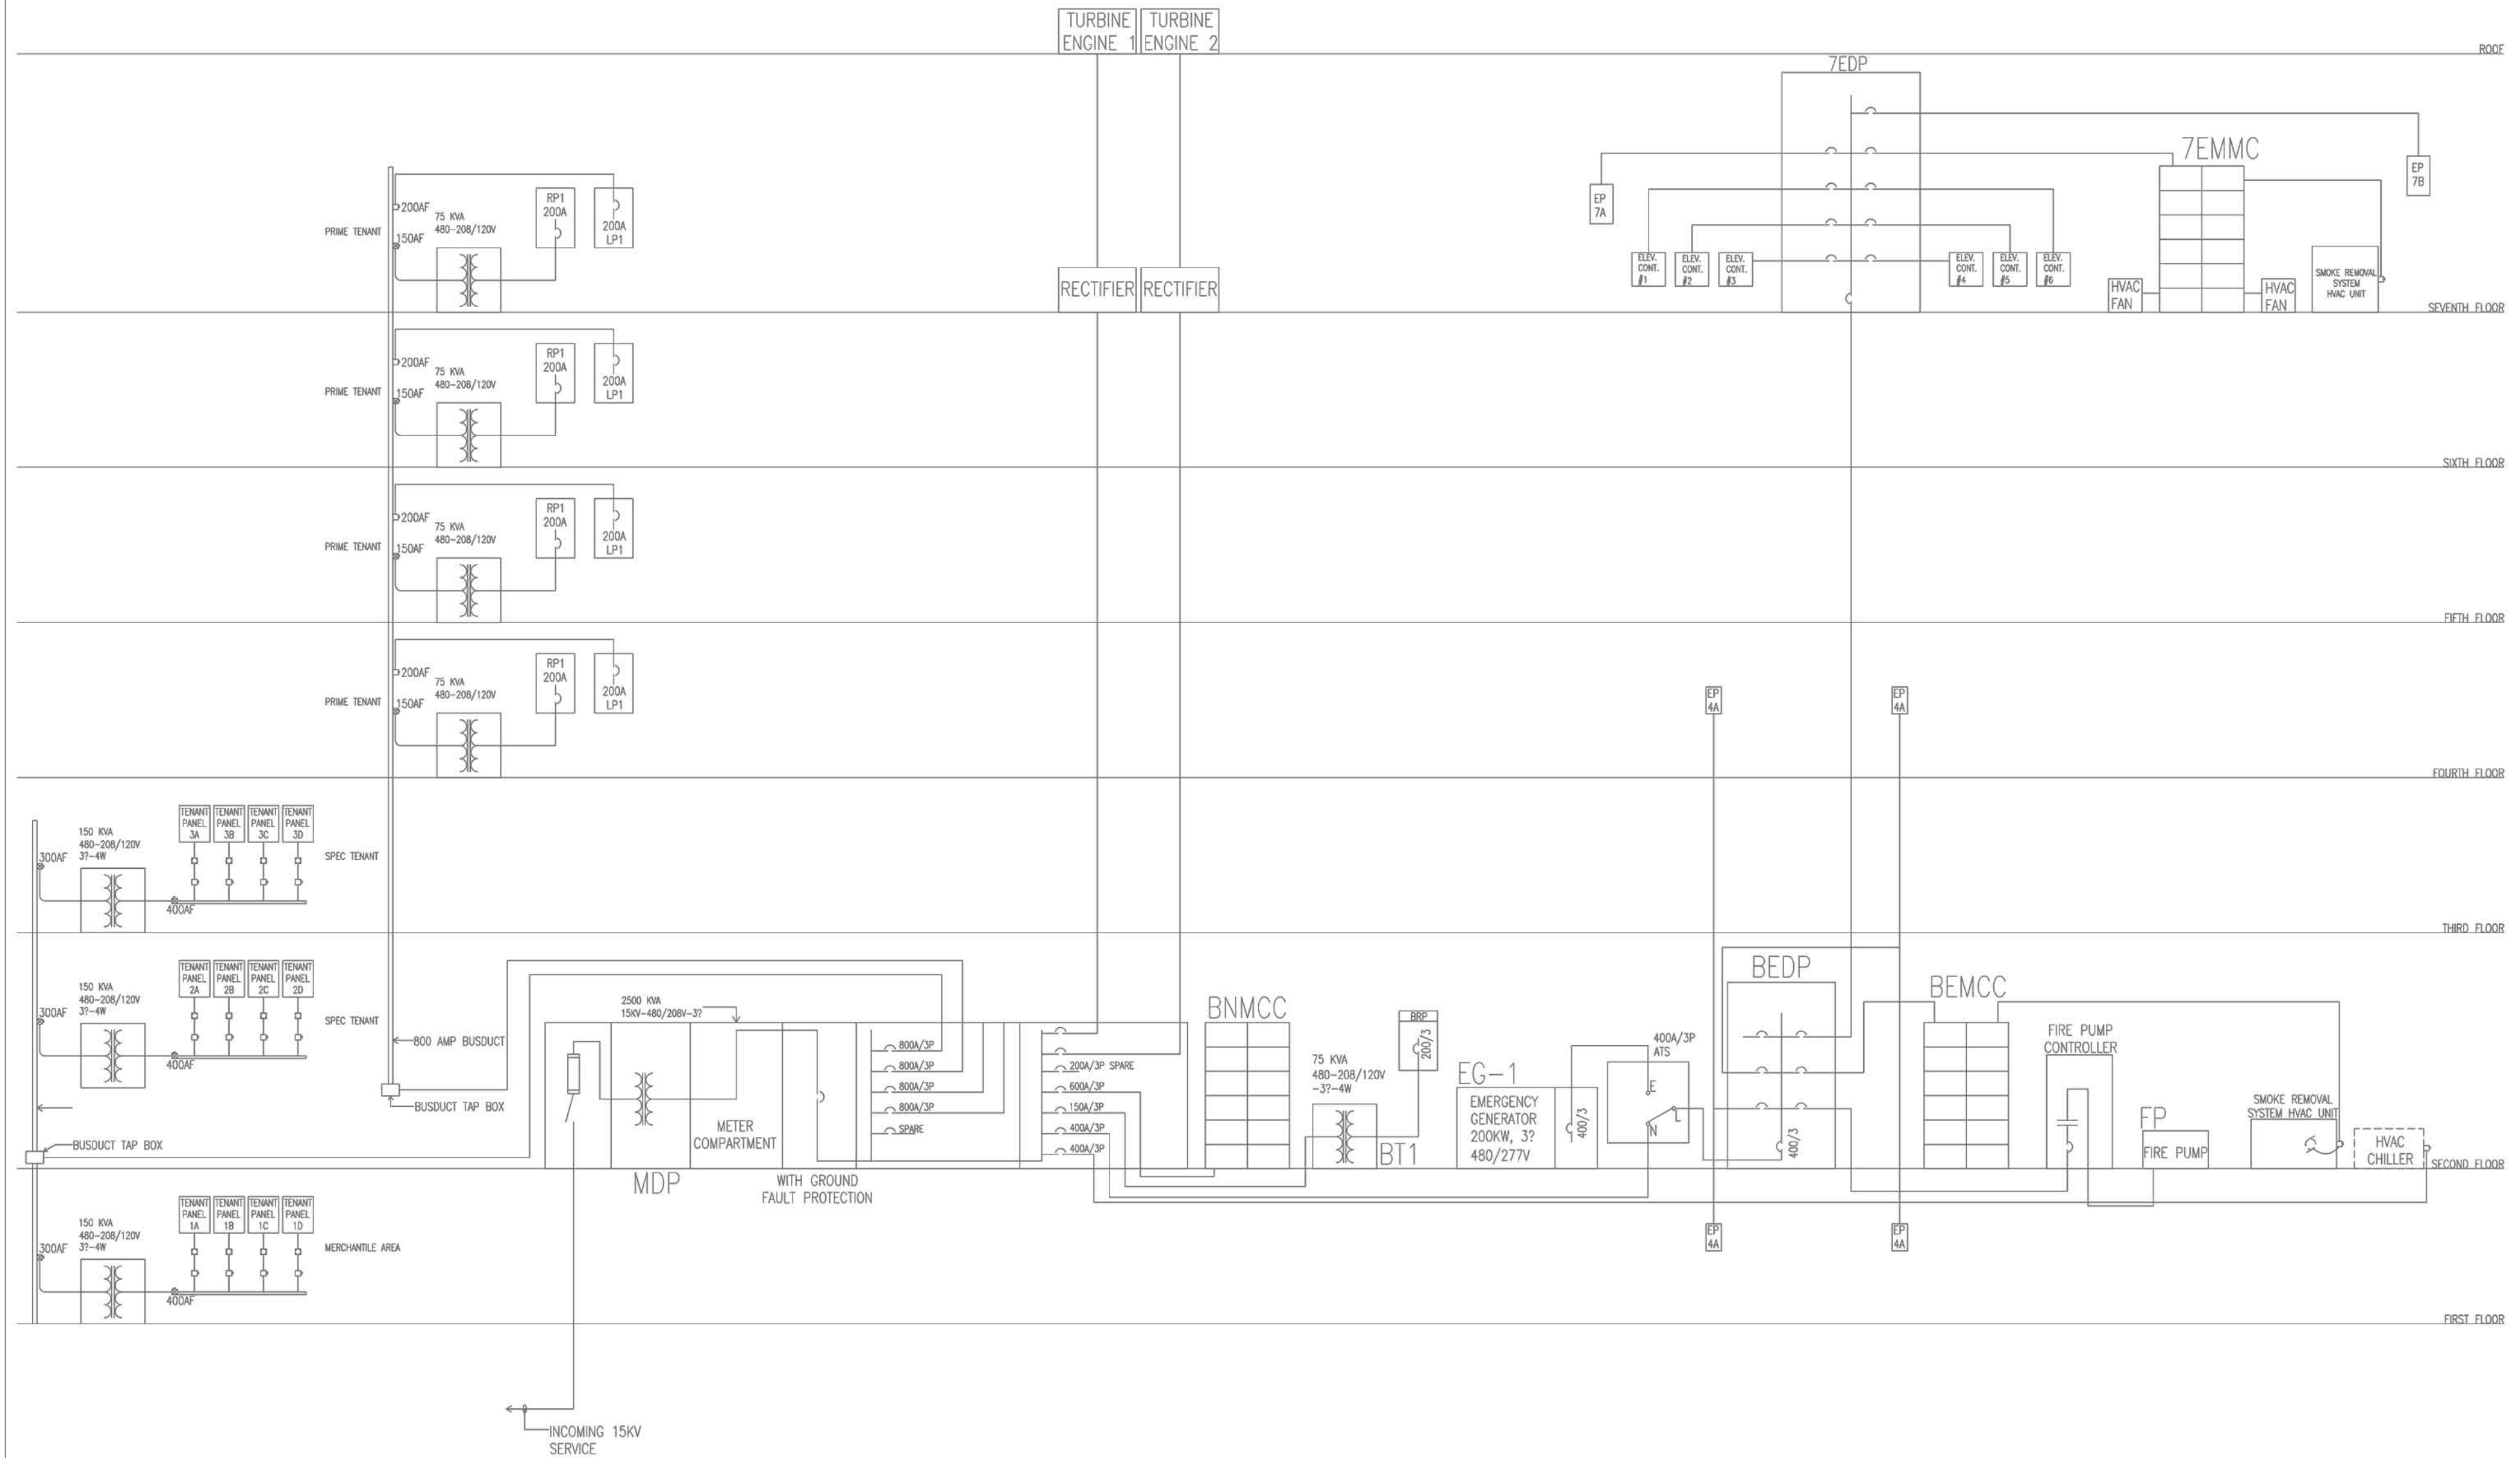 TURBINE
ENGINE 1
TURBINE
ENGINE 2
ROOF
7EDP
7EMMC
EP
7B
EP
7A
PRIME TENANT
200AF
150AF
75 KVA
480-208/120V
RP1
200A
200A
LP1
RECTIFIER
RECTIFIER
ELEV.
CONT.
#1
ELEV.
CONT.
#2
ELEV.
CONT.
#3
ELEV.
CONT.
#4
ELEV.
CONT.
#5
ELEV.
CONT.
#6
HVAC
FAN
HVAC
FAN
SMOKE REMOVAL
SYSTEM
HVAC UNIT
SEVENTH FLOOR
PRIME TENANT
200AF
150AF
75 KVA
480-208/120V
RP1
200A
200A
LP1
SIXTH FLOOR
PRIME TENANT
200AF
150AF
75 KVA
480-208/120V
RP1
200A
200A
LP1
FIFTH FLOOR
PRIME TENANT
200AF
150AF
75 KVA
480-208/120V
RP1
200A
200A
LP1
EP
4A
EP
4A
FOURTH FLOOR
300AF
150 KVA
480-208/120V
3?-4W
TENANT
PANEL
3A
TENANT
PANEL
3B
TENANT
PANEL
3C
TENANT
PANEL
3D
400AF
SPEC TENANT
THIRD FLOOR
300AF
150 KVA
480-208/120V
3?-4W
TENANT
PANEL
2A
TENANT
PANEL
2B
TENANT
PANEL
2C
TENANT
PANEL
2D
400AF
SPEC TENANT
800 AMP BUSDUCT
BUSDUCT TAP BOX
BUSDUCT TAP BOX
2500 KVA
15KV-480/208V-3?
METER
COMPARTMENT
MDP
WITH GROUND
FAULT PROTECTION
800A/3P
800A/3P
800A/3P
800A/3P
SPARE
200A/3P SPARE
600A/3P
150A/3P
400A/3P
400A/3P
BNMCC
75 KVA
480-208/120V
-3?-4W
BT1
BRP
200/3
EG-1
EMERGENCY
GENERATOR
200KW, 3?
480/277V
400/3
400A/3P
ATS
E
L
N
BEDP
400/3
BEMCC
FIRE PUMP
CONTROLLER
FP
FIRE PUMP
SMOKE REMOVAL
SYSTEM HVAC UNIT
HVAC
CHILLER
SECOND FLOOR
300AF
150 KVA
480-208/120V
3?-4W
TENANT
PANEL
1A
TENANT
PANEL
1B
TENANT
PANEL
1C
TENANT
PANEL
1D
400AF
MERCHANTILE AREA
EP
4A
EP
4A
FIRST FLOOR
INCOMING 15KV
SERVICE